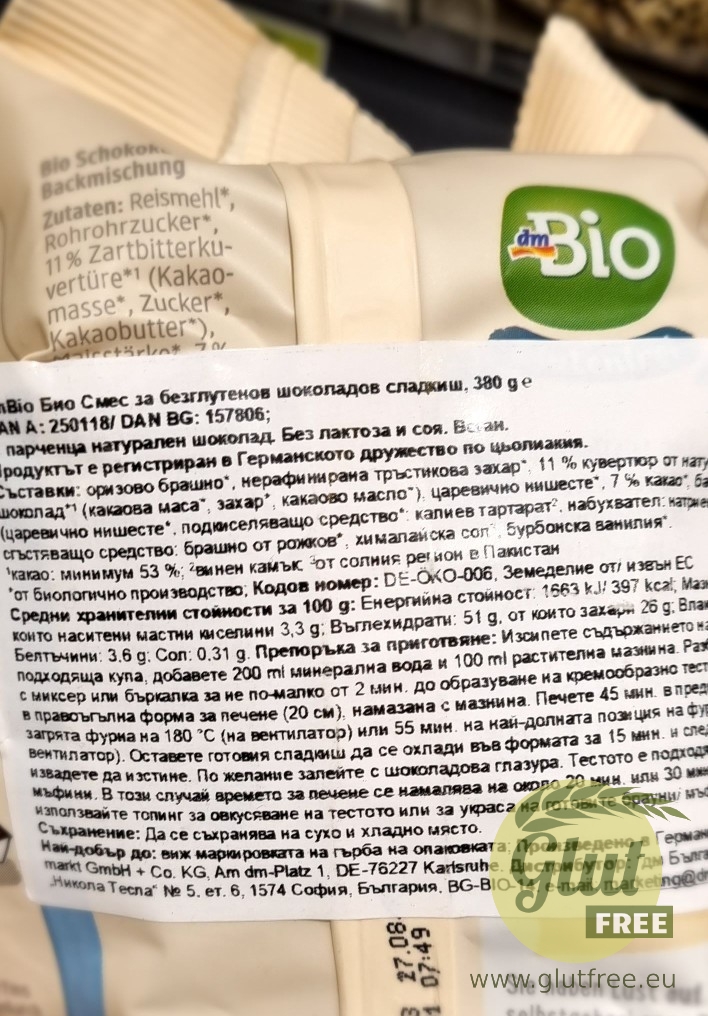 Bio Schokok
Backmischung
Zutaten: Reismehl*,
Rohrohrzucker*,
11% Zartbitterku-
vertüre*¹ (Kakao-
masse*, Zucker*,
Kakaobutter*),
dmBio
Bio Био Смес за безглутенов шоколадов сладкиш, 380 g e
A: 250118/ DAN BG: 157806;
парченца натурален шоколад. Без лактоза и соя. Веган.
Продуктът е регистриран в Германското дружество по цьолиакия.
Съставки: оризово брашно*, нерафинирана тръстикова захар*, 11 % кувертюр от
шоколад*¹ (какаова маса*, захар*, какаово масло*), царевично нишесте*, 7 % какао*,
(царевично нишесте*, подкиселяващо средство*: калиев тартарат², набухвател:
сгъстяващо средство: брашно от рожков*, хималайска сол³, бурбонска ванилия*.
¹какао: минимум 53 %; ²винен камък ³от солния регион в Пакистан
*от биологично производство; Кодов номер: DE-ÖKO-006, Земеделие от/ извън ЕС
Средни хранителни стойности за 100 g: Енергийна стойност: 1663 kJ/ 397 kcal;
които наситени мастни киселини 3,3 g; Въглехидрати: 51 g, от които захари 26 g;
Белтъчини: 3,6 g; Сол: 0,31 g. Препоръка за приготвяне: Изсипете съдържанието
подходяща купа, добавете 200 ml минерална вода и 100 ml растителна мазнина.
с миксер или бъркалка за не по-малко от 2 мин. до образуване на кремообразно
в правоъгълна форма за печене (20 см), намазана с мазнина. Печете 45 мин. в
загрята фурна на 180 °C (на вентилатор) или 55 мин. на най-долната позиция на
вентилатор). Оставете готовия сладкиш да се охлади във формата за 15 мин. и
извадете да изстине. По желание залейте с шоколадова глазура. Тестото е
мъфини. В този случай времето за печене се намалява на около 20 мин. или 30
използвайте топинг за овкусяване на тестото или за украса на готовите брауни/
Съхранение: Да се съхранява на сухо и хладно място.
Най-добър до: виж маркировката на гърба на опаковката. Произведено в
markt GmbH + Co. KG, Am dm-Platz 1, DE-76227 Karlsruhe. Дистрибутор: дм
„Никола Тесла“ № 5, ет. 6, 1574 София, България, BG-BIO-14, e-mail: marketing@
27.08
07:49
Glut
FREE
www.glutfree.eu